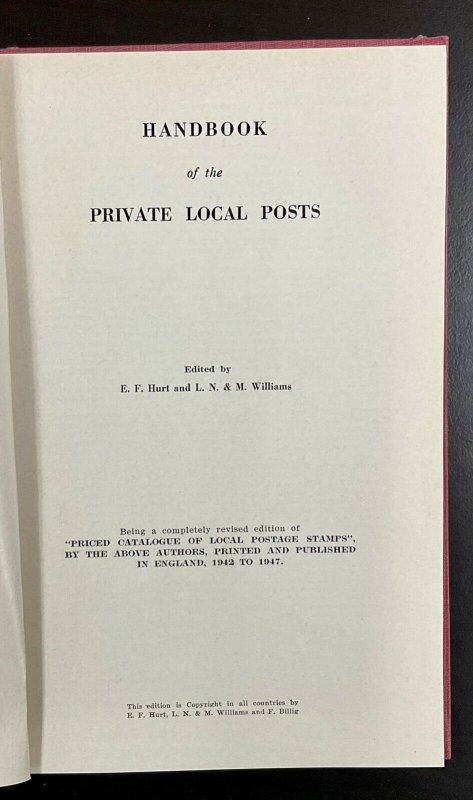 HANDBOOK
of the
PRIVATE LOCAL POSTS
Edited by
E. F. Hurt and L. N. & M. Williams
Being a completely revised edition of
"PRICED CATALOGUE OF LOCAL POSTAGE STAMPS",
BY THE ABOVE AUTHORS, PRINTED AND PUBLISHED
IN ENGLAND, 1942 TO 1947.
This edition is Copyright in all countries by
E. F. Hurt, L. N. & M. Williams and F. Billig